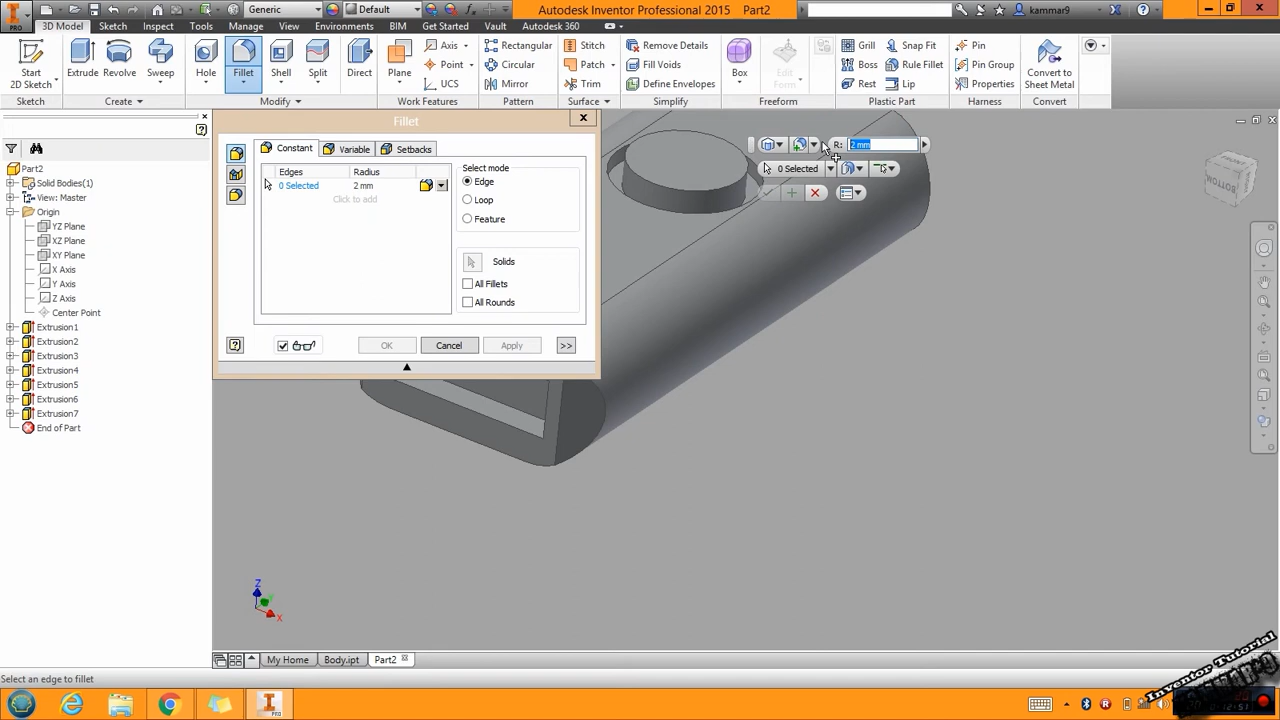 PRO
Generic
Default
Autodesk Inventor Professional 2015 Part2
kammar9
3D Model
Sketch
Inspect
Tools
Manage
View
Environments
BIM
Get Started
Vault
Autodesk 360
Start
2D Sketch
Extrude
Revolve
Sweep
Hole
Fillet
Shell
Split
Direct
Plane
Axis
Point
UCS
Rectangular
Circular
Mirror
Stitch
Patch
Trim
Remove Details
Fill Voids
Define Envelopes
Box
Edit
Form
Grill
Boss
Rest
Snap Fit
Rule Fillet
Lip
Pin
Pin Group
Properties
Convert to
Sheet Metal
Sketch
Create
Modify
Work Features
Pattern
Surface
Simplify
Freeform
Plastic Part
Harness
Convert
Part2
Solid Bodies(1)
View: Master
Origin
YZ Plane
XZ Plane
XY Plane
X Axis
Y Axis
Z Axis
Center Point
Extrusion1
Extrusion2
Extrusion3
Extrusion4
Extrusion5
Extrusion6
Extrusion7
End of Part
Fillet
Constant
Variable
Setbacks
Edges
Radius
0 Selected
2 mm
Click to add
Select mode
Edge
Loop
Feature
Solids
All Fillets
All Rounds
OK
Cancel
Apply
>>
R: 2 mm
0 Selected
BOTTOM
Z
X
My Home
Body.ipt
Part2
Select an edge to fillet
Inventor Tutorial